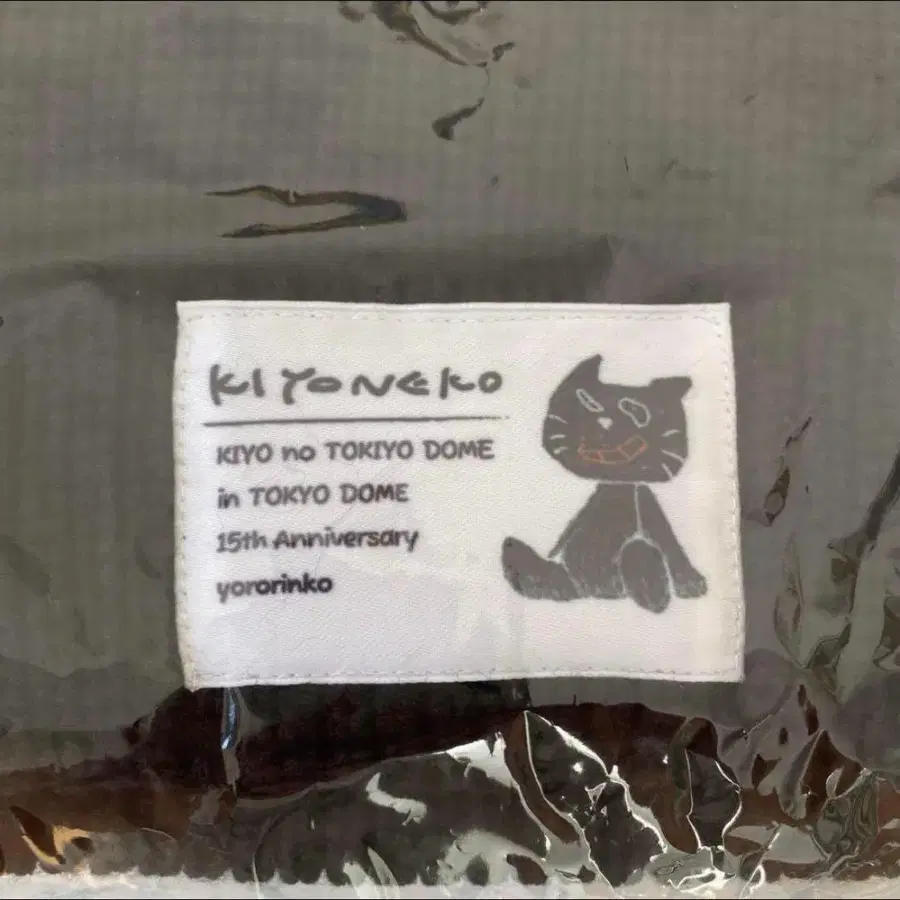 KIYONEKO
KIYO no TOKIYO DOME
in TOKYO DOME
15th Anniversary
yororinko